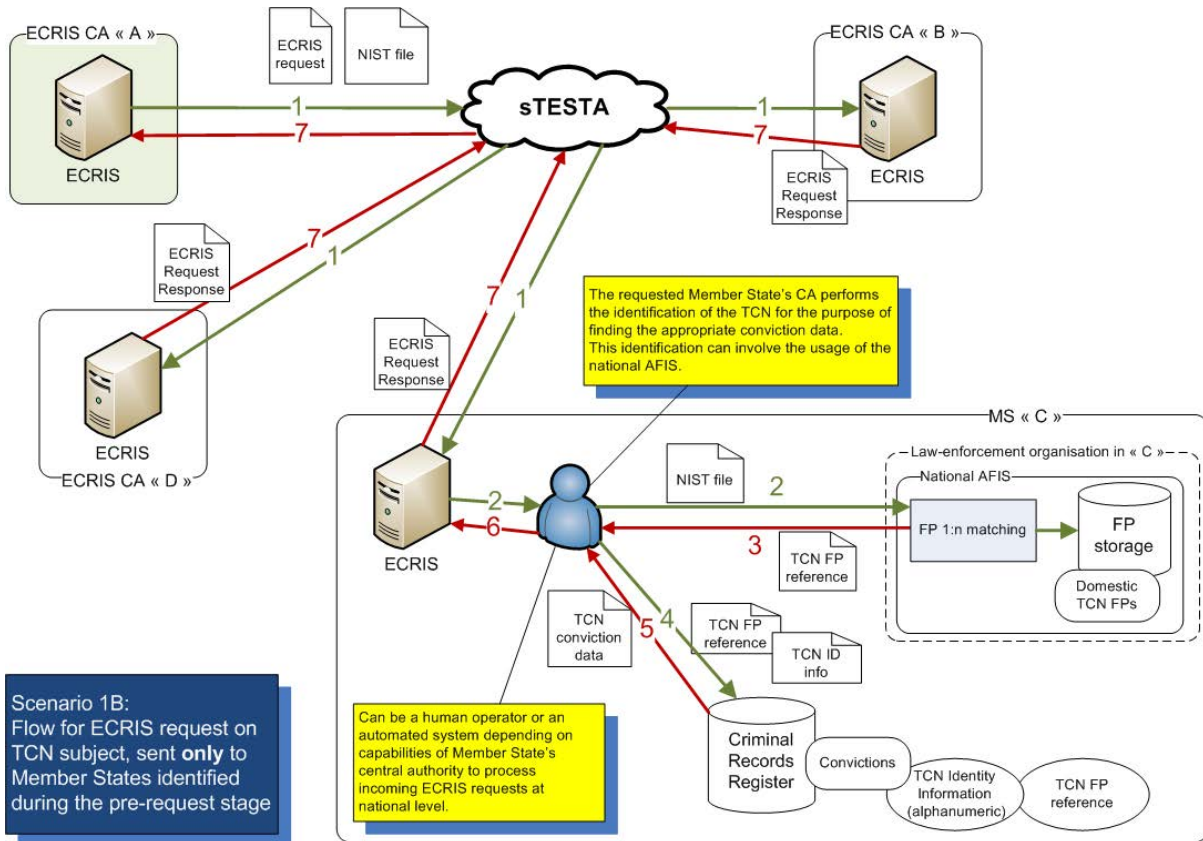 ECRIS CA « A »
ECRIS
ECRIS
request
NIST file
1
7
sTESTA
1
7
ECRIS CA « B »
ECRIS
ECRIS
Request
Response
7
1
ECRIS
Request
Response
ECRIS
ECRIS CA « D »
7
1
ECRIS
Request
Response
The requested Member State's CA performs
the identification of the TCN for the purpose of
finding the appropriate conviction data.
This identification can involve the usage of the
national AFIS.
MS « C »
ECRIS
2
6
NIST file
2
3
TCN FP
reference
Law-enforcement organisation in « C »
National AFIS
FP 1:n matching
FP
storage
Domestic
TCN FPs
TCN
conviction
data
5
4
TCN FP
reference
TCN ID
info
Criminal
Records
Register
Convictions
TCN Identity
Information
(alphanumeric)
TCN FP
reference
Can be a human operator or an
automated system depending on
capabilities of Member State's
central authority to process
incoming ECRIS requests at
national level.
Scenario 1B:
Flow for ECRIS request on
TCN subject, sent only to
Member States identified
during the pre-request stage